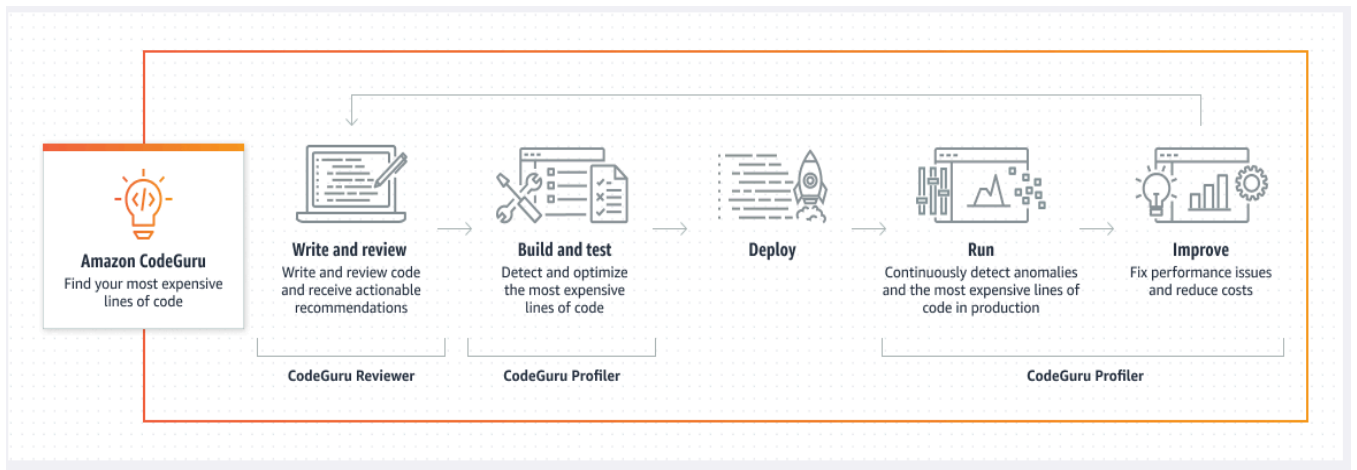 Amazon CodeGuru
Find your most expensive
lines of code
Write and review
Write and review code
and receive actionable
recommendations
Build and test
Detect and optimize
the most expensive
lines of code
Deploy
Run
Continuously detect anomalies
and the most expensive lines of
code in production
Improve
Fix performance issues
and reduce costs
CodeGuru Reviewer
CodeGuru Profiler
CodeGuru Profiler